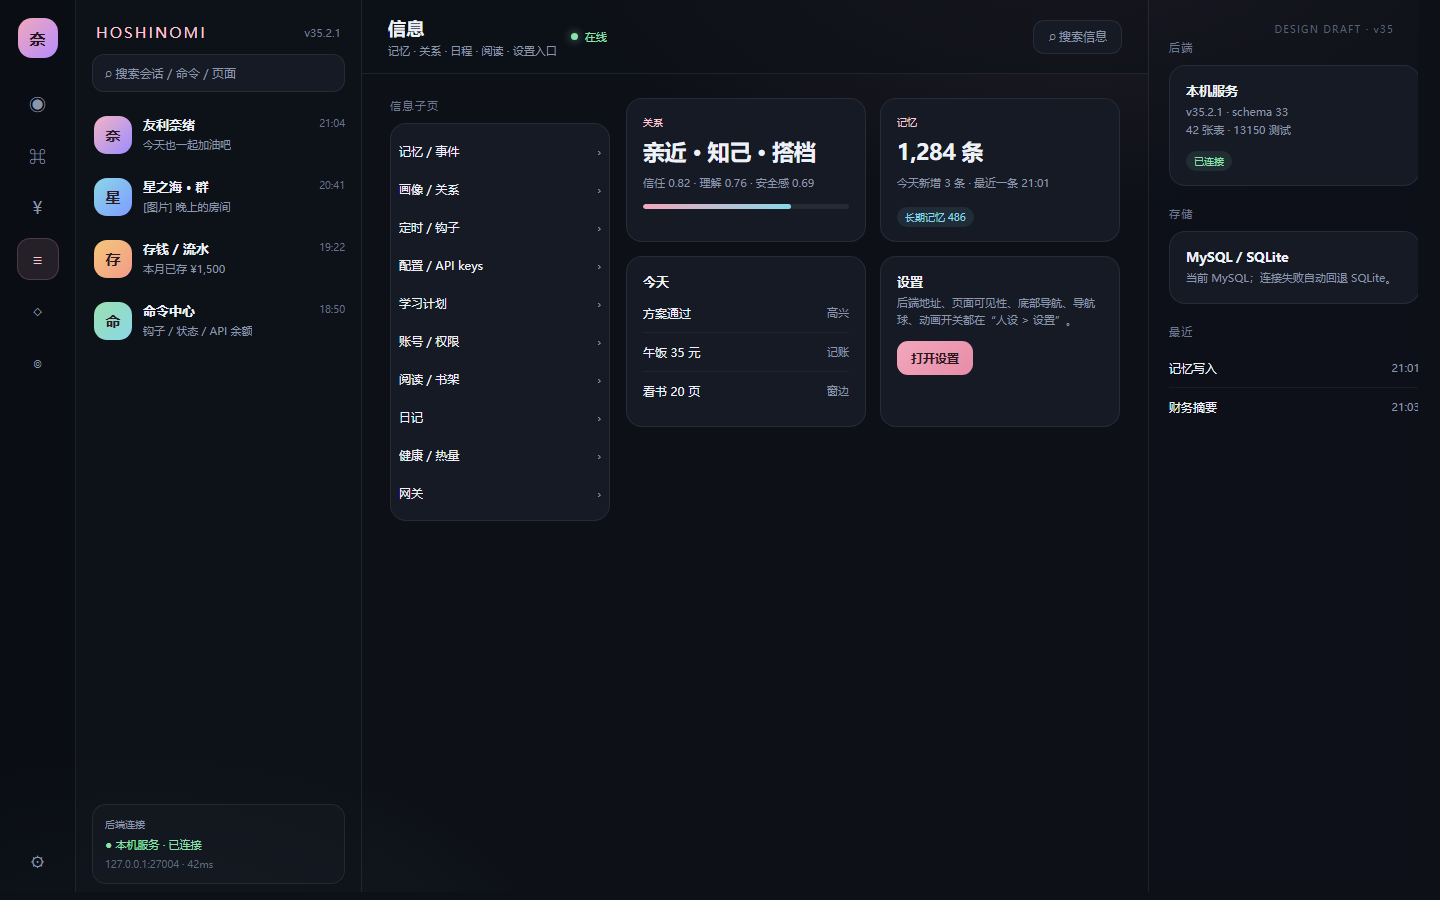 奈
HOSHINOMI
v35.2.1
搜索会话 / 命令 / 页面
奈
友利奈绪
21:04
今天也一起加油吧
星
星之海 • 群
20:41
[图片] 晚上的房间
存
存钱 / 流水
19:22
本月已存 ¥1,500
命
命令中心
18:50
钩子 / 状态 / API 余额
¥
后端连接
本机服务 · 已连接
127.0.0.1:27004 · 42ms
信息
记忆 · 关系 · 日程 · 阅读 · 设置入口
在线
搜索信息
信息子页
记忆 / 事件 ›
画像 / 关系 ›
定时 / 钩子 ›
配置 / API keys ›
学习计划 ›
账号 / 权限 ›
阅读 / 书架 ›
日记 ›
健康 / 热量 ›
网关 ›
关系
亲近 • 知己 • 搭档
信任 0.82 · 理解 0.76 · 安全感 0.69
记忆
1,284 条
今天新增 3 条 · 最近一条 21:01
长期记忆 486
今天
方案通过 高兴
午饭 35 元 记账
看书 20 页 窗边
设置
后端地址、页面可见性、底部导航、导航
球、动画开关都在“人设 > 设置”。
打开设置
DESIGN DRAFT · v35
后端
本机服务
v35.2.1 · schema 33
42 张表 · 13150 测试
已连接
存储
MySQL / SQLite
当前 MySQL；连接失败自动回退 SQLite。
最近
记忆写入 21:01
财务摘要 21:03